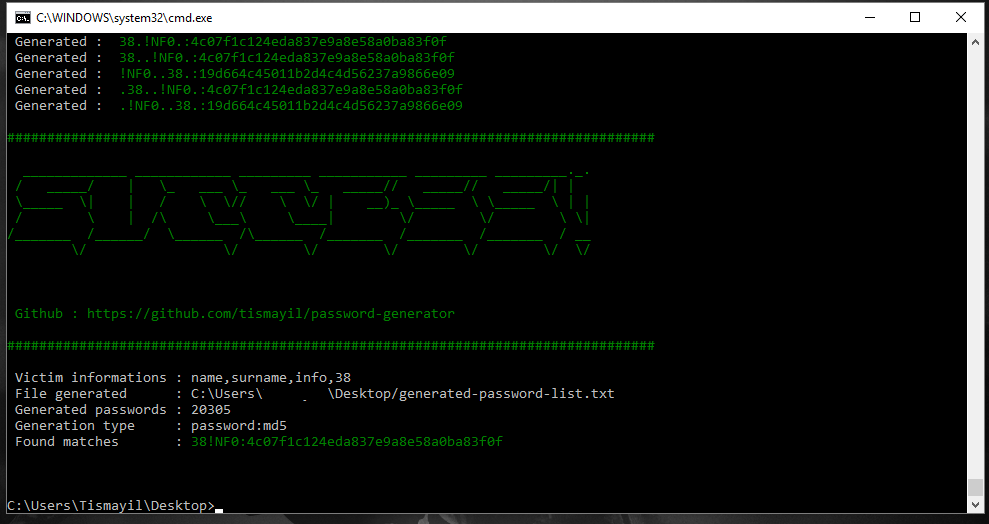 C:\WINDOWS\system32\cmd.exe
Generated :  38.!NF0.:4c07f1c124eda837e9a8e58a0ba83f0f
Generated :  38..!NF0.:4c07f1c124eda837e9a8e58a0ba83f0f
Generated :  !NF0..38.:19d664c45011b2d4c4d56237a9866e09
Generated :  .38..!NF0.:4c07f1c124eda837e9a8e58a0ba83f0f
Generated :  .!NF0..38.:19d664c45011b2d4c4d56237a9866e09
#################################################################################
SUCCESS!
Github : https://github.com/tismayil/password-generator
#################################################################################
Victim informations : name,surname,info,38
File generated      : C:\Users\        \Desktop/generated-password-list.txt
Generated passwords : 20305
Generation type     : password:md5
Found matches       : 38!NF0:4c07f1c124eda837e9a8e58a0ba83f0f
C:\Users\Tismayil\Desktop>